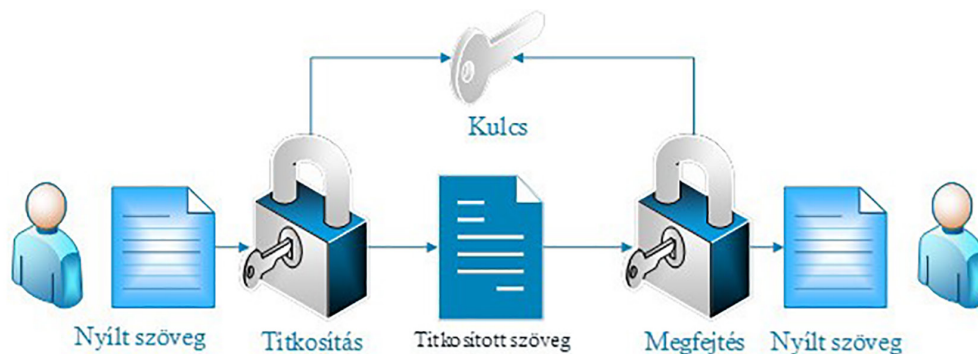 Kulcs
Nyílt szöveg
Titkosítás
Titkosított szöveg
Megfejtés
Nyílt szöveg